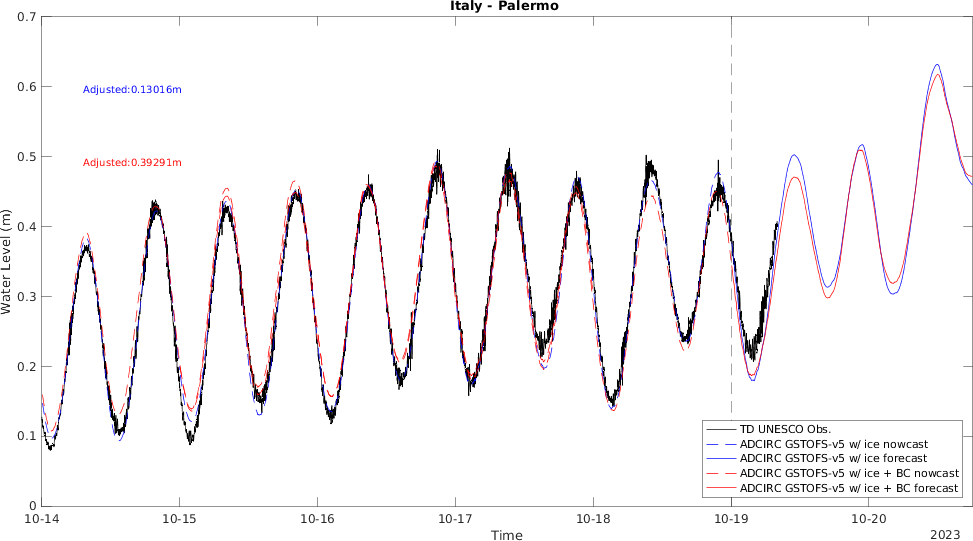 Italy - Palermo
0.7
0.6
0.5
0.4
0.3
0.2
0.1
0
Water Level (m)
Adjusted:0.13016m
Adjusted:0.39291m
TD UNESCO Obs.
ADCIRC GSTOFS-v5 w/ ice nowcast
ADCIRC GSTOFS-v5 w/ ice forecast
ADCIRC GSTOFS-v5 w/ ice + BC nowcast
ADCIRC GSTOFS-v5 w/ ice + BC forecast
10-14 10-15 10-16 10-17 10-18 10-19 10-20
Time
2023